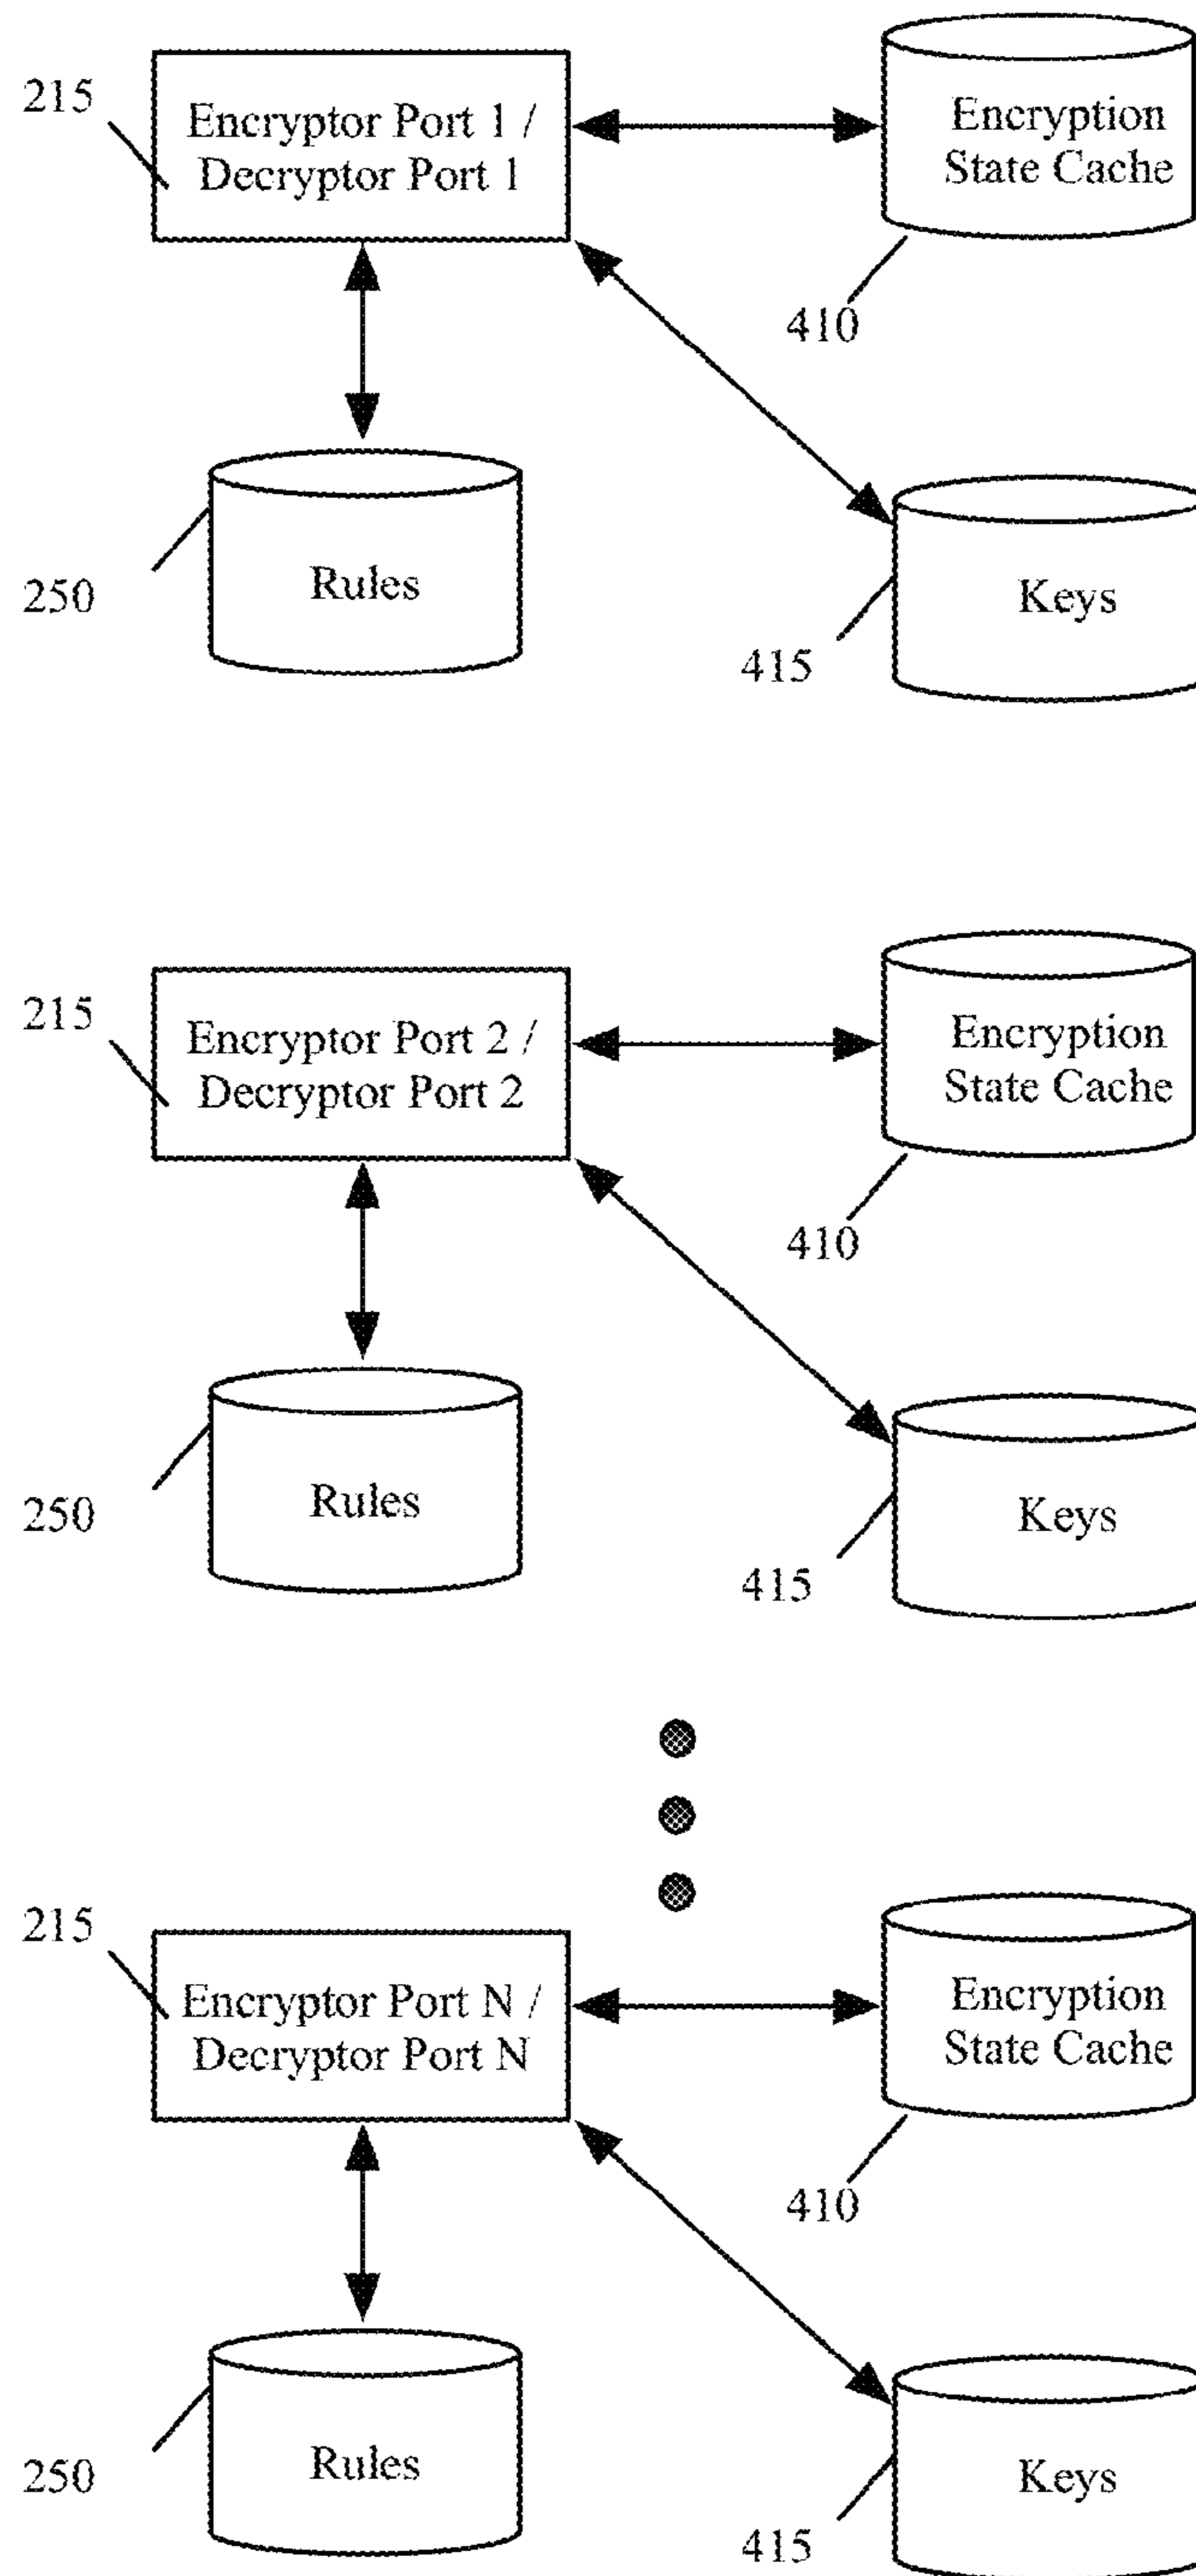 215
Encryptor Port 1 /
Decryptor Port 1
Encryption
State Cache
410
250
Rules
Keys
415
215
Encryptor Port 2 /
Decryptor Port 2
Encryption
State Cache
410
250
Rules
Keys
415
215
Encryptor Port N /
Decryptor Port N
Encryption
State Cache
410
250
Rules
Keys
415